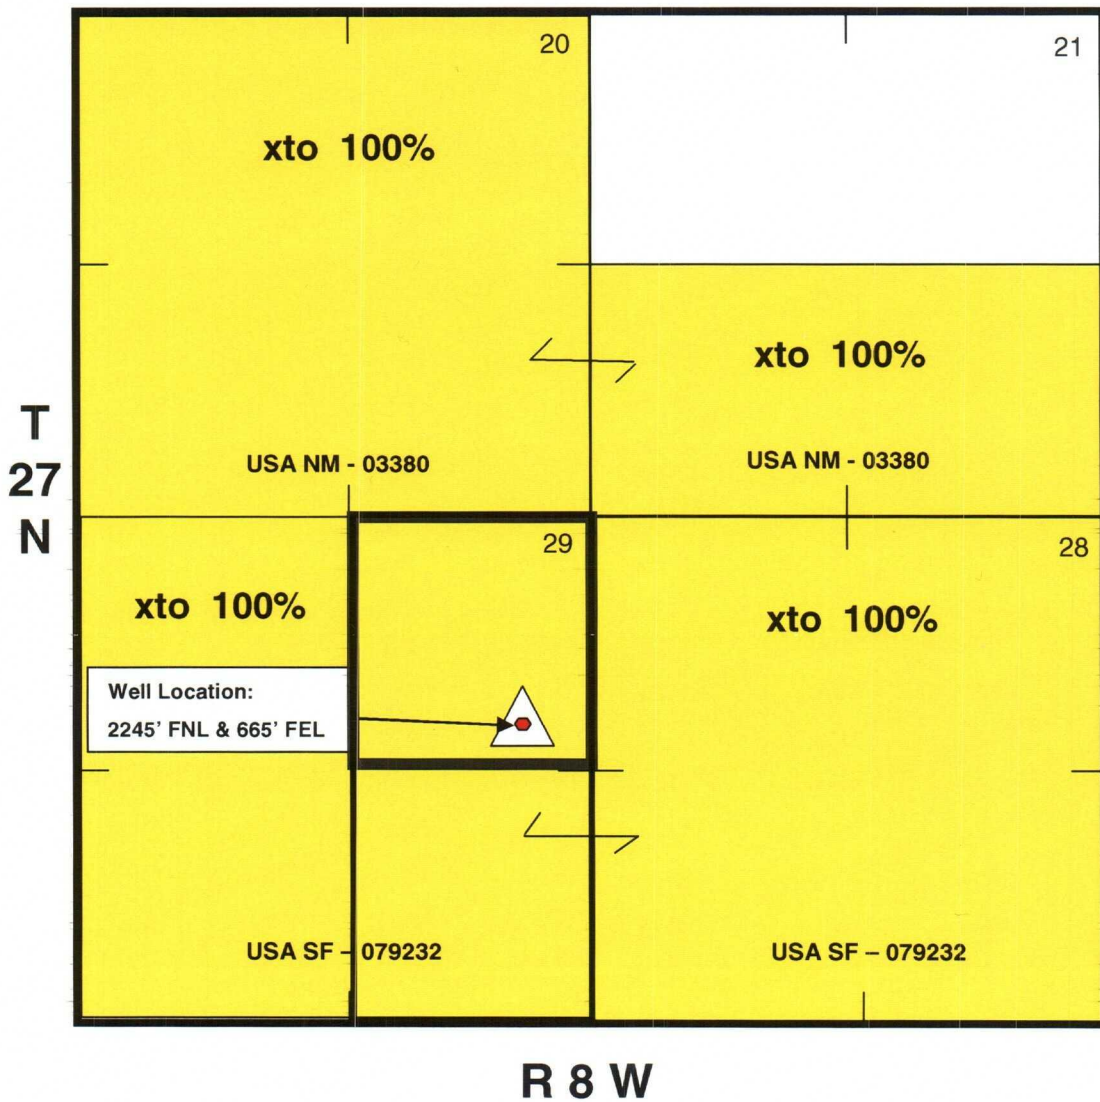 20
21
xto 100%
xto 100%
USA NM - 03380
USA NM - 03380
T
27
N
29
28
xto 100%
xto 100%
Well Location:
2245' FNL & 665' FEL
USA SF - 079232
USA SF – 079232
R 8 W